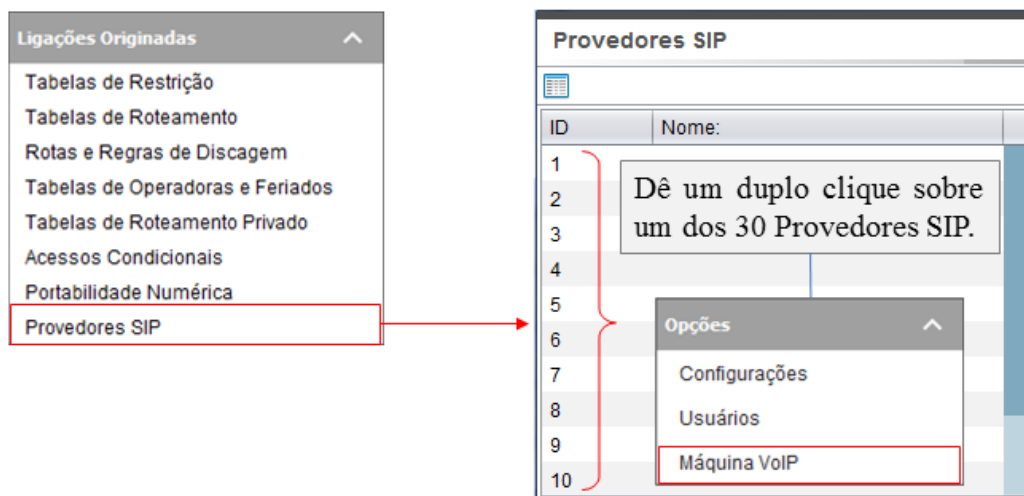 Ligações Originadas
Tabelas de Restrição
Tabelas de Roteamento
Rotas e Regras de Discagem
Tabelas de Operadoras e Feriados
Tabelas de Roteamento Privado
Acessos Condicionais
Portabilidade Numérica
Provedores SIP
Provedores SIP
ID Nome:
1
2
3
4
5
6
7
8
9
10
Dê um duplo clique sobre
um dos 30 Provedores SIP.
Opções
Configurações
Usuários
Máquina VoIP